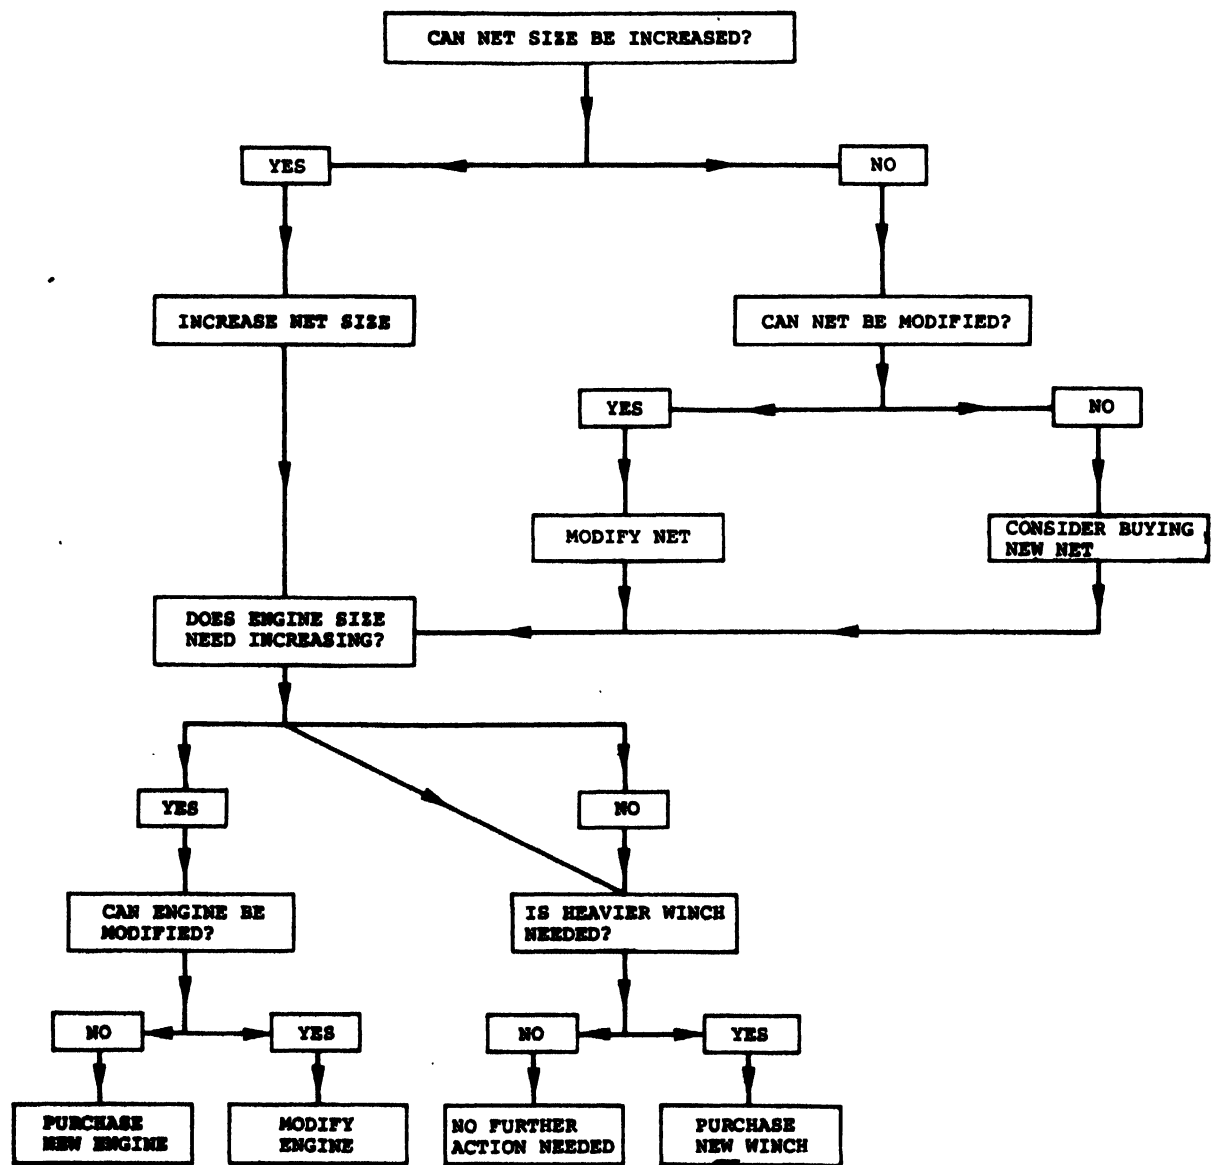 CAN NET SIZE BE INCREASED?
YES
NO
INCREASE NET SIZE
CAN NET BE MODIFIED?
YES
NO
MODIFY NET
CONSIDER BUYING
NEW NET
DOES ENGINE SIZE
NEED INCREASING?
YES
NO
CAN ENGINE BE
MODIFIED?
IS HEAVIER WINCH
NEEDED?
NO
YES
NO
YES
PURCHASE
NEW ENGINE
MODIFY
ENGINE
NO FURTHER
ACTION NEEDED
PURCHASE
NEW WINCH